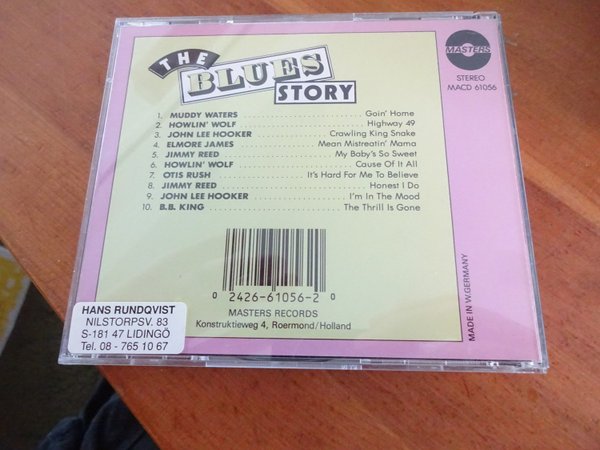 THE
BLUES
STORY
MASTERS
STEREO
MACD 61056
1. MUDDY WATERS Goin' Home
2. HOWLIN' WOLF Highway 49
3. JOHN LEE HOOKER Crawling King Snake
4. ELMORE JAMES Mean Mistreatin' Mama
5. JIMMY REED My Baby's So Sweet
6. HOWLIN' WOLF Cause Of It All
7. OTIS RUSH It's Hard For Me To Believe
8. JIMMY REED Honest I Do
9. JOHN LEE HOOKER I'm In The Mood
10. B.B. KING The Thrill Is Gone
0 2426-61056-2 0
MASTERS RECORDS
Konstruktieweg 4, Roermond/Holland
MADE IN W.GERMANY
HANS RUNDQVIST
NILSTORPSV. 83
S-181 47 LIDINGÖ
Tel. 08 - 765 10 67